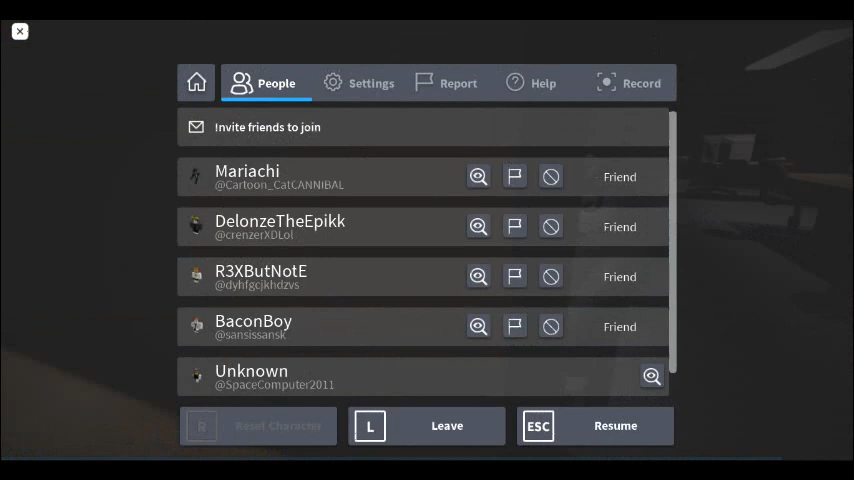 People
Settings
Report
Help
Record
Invite friends to join
Mariachi
@Cartoon_CatCANNIBAL
Friend
DelonzeTheEpikk
@crenzerXDLol
Friend
R3XButNotE
@dyhfgcjkhdzvs
Friend
BaconBoy
@sansissansk
Friend
Unknown
@SpaceComputer2011
R Reset Character
L Leave
ESC Resume